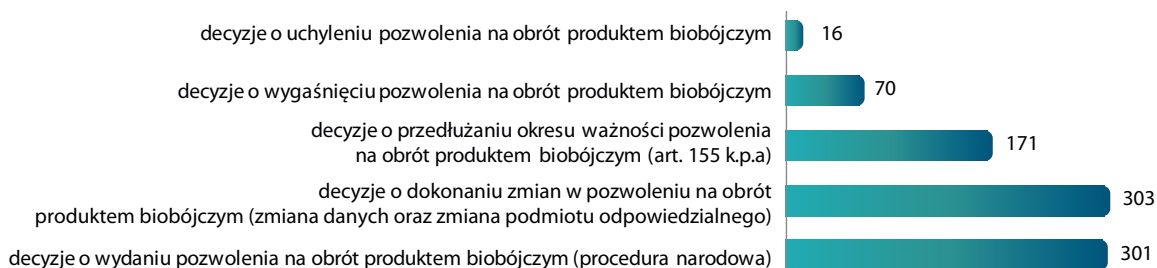 decyzje o uchyleniu pozwolenia na obrót produktem biobójczym 16
decyzje o wygaśnięciu pozwolenia na obrót produktem biobójczym 70
decyzje o przedłużaniu okresu ważności pozwolenia
na obrót produktem biobójczym (art. 155 k.p.a) 171
decyzje o dokonaniu zmian w pozwoleniu na obrót
produktem biobójczym (zmiana danych oraz zmiana podmiotu odpowiedzialnego) 303
decyzje o wydaniu pozwolenia na obrót produktem biobójczym (procedura narodowa) 301